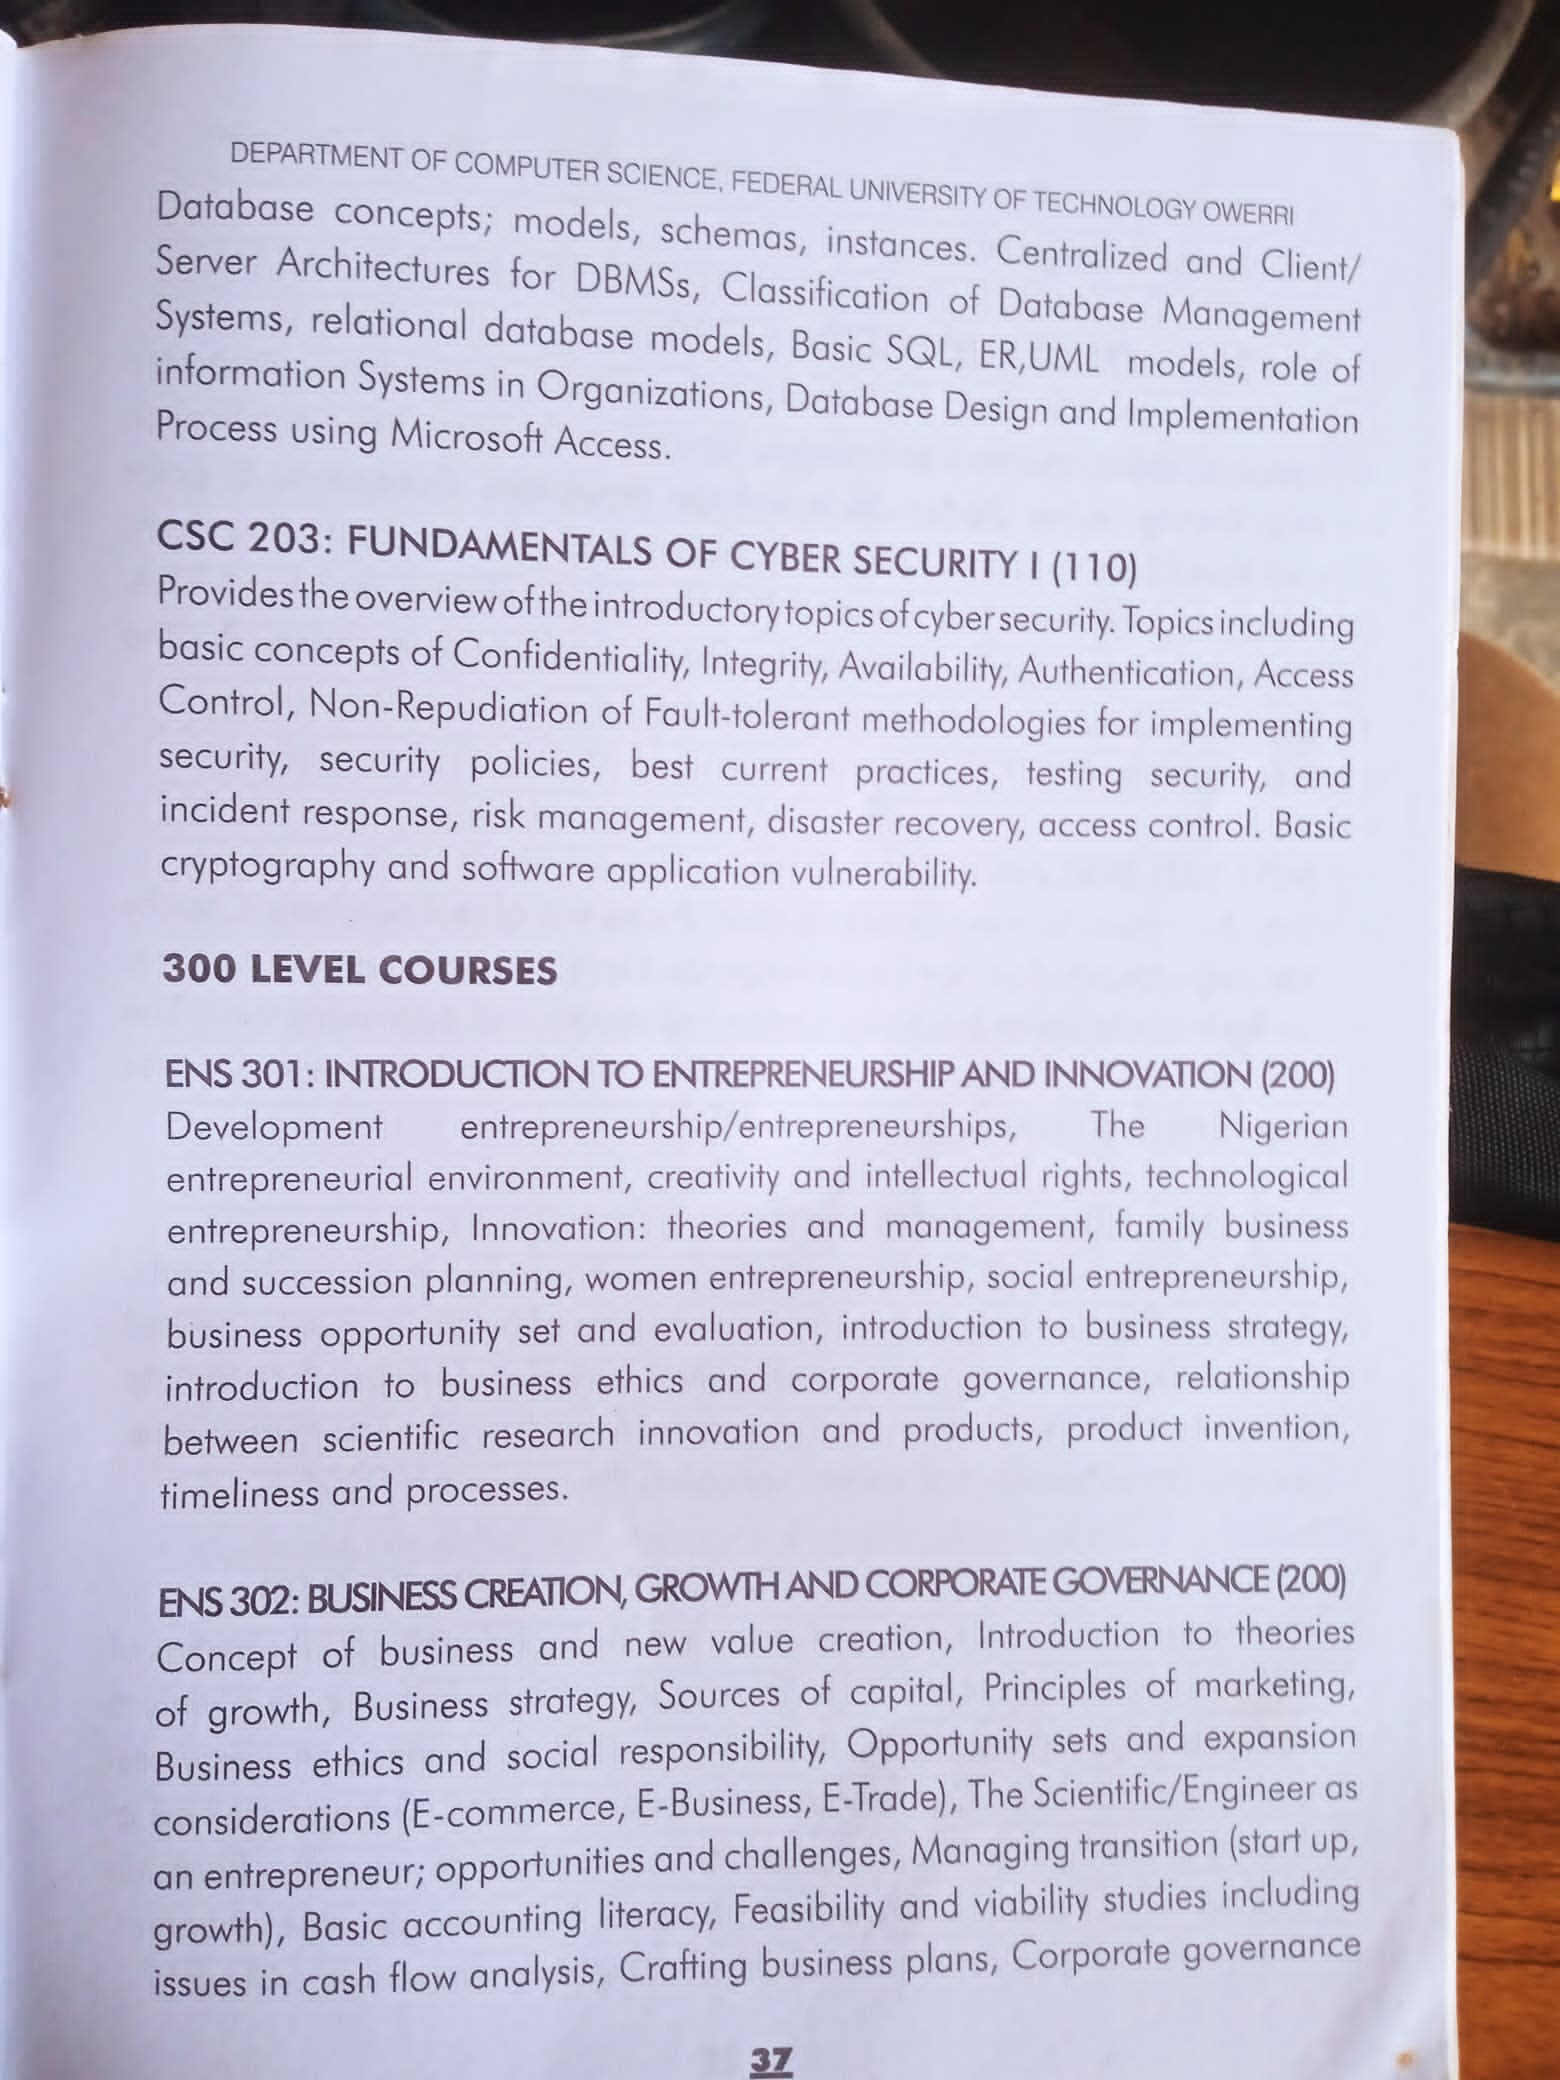 DEPARTMENT OF COMPUTER SCIENCE, FEDERAL UNIVERSITY OF TECHNOLOGY OWERRI
Database concepts; models, schemas, instances. Centralized and Client/
Server Architectures for DBMSs, Classification of Database Management
Systems, relational database models, Basic SQL, ER,UML models, role of
information Systems in Organizations, Database Design and Implementation
Process using Microsoft Access.
CSC 203: FUNDAMENTALS OF CYBER SECURITY I (110)
Provides the overview of the introductory topics of cyber security. Topics including
basic concepts of Confidentiality, Integrity, Availability, Authentication, Access
Control, Non-Repudiation of Fault-tolerant methodologies for implementing
security, security policies, best current practices, testing security, and
incident response, risk management, disaster recovery, access control. Basic
cryptography and software application vulnerability.
300 LEVEL COURSES
ENS 301: INTRODUCTION TO ENTREPRENEURSHIP AND INNOVATION (200)
Development entrepreneurship/entrepreneurships, The Nigerian
entrepreneurial environment, creativity and intellectual rights, technological
entrepreneurship, Innovation: theories and management, family business
and succession planning, women entrepreneurship, social entrepreneurship,
business opportunity set and evaluation, introduction to business strategy,
introduction to business ethics and corporate governance, relationship
between scientific research innovation and products, product invention,
timeliness and processes.
ENS 302: BUSINESS CREATION, GROWTH AND CORPORATE GOVERNANCE (200)
Concept of business and new value creation, Introduction to theories
of growth, Business strategy, Sources of capital, Principles of marketing,
Business ethics and social responsibility, Opportunity sets and expansion
considerations (E-commerce, E-Business, E-Trade), The Scientific/Engineer as
an entrepreneur; opportunities and challenges, Managing transition (start up,
growth), Basic accounting literacy, Feasibility and viability studies including
issues in cash flow analysis, Crafting business plans, Corporate governance
37